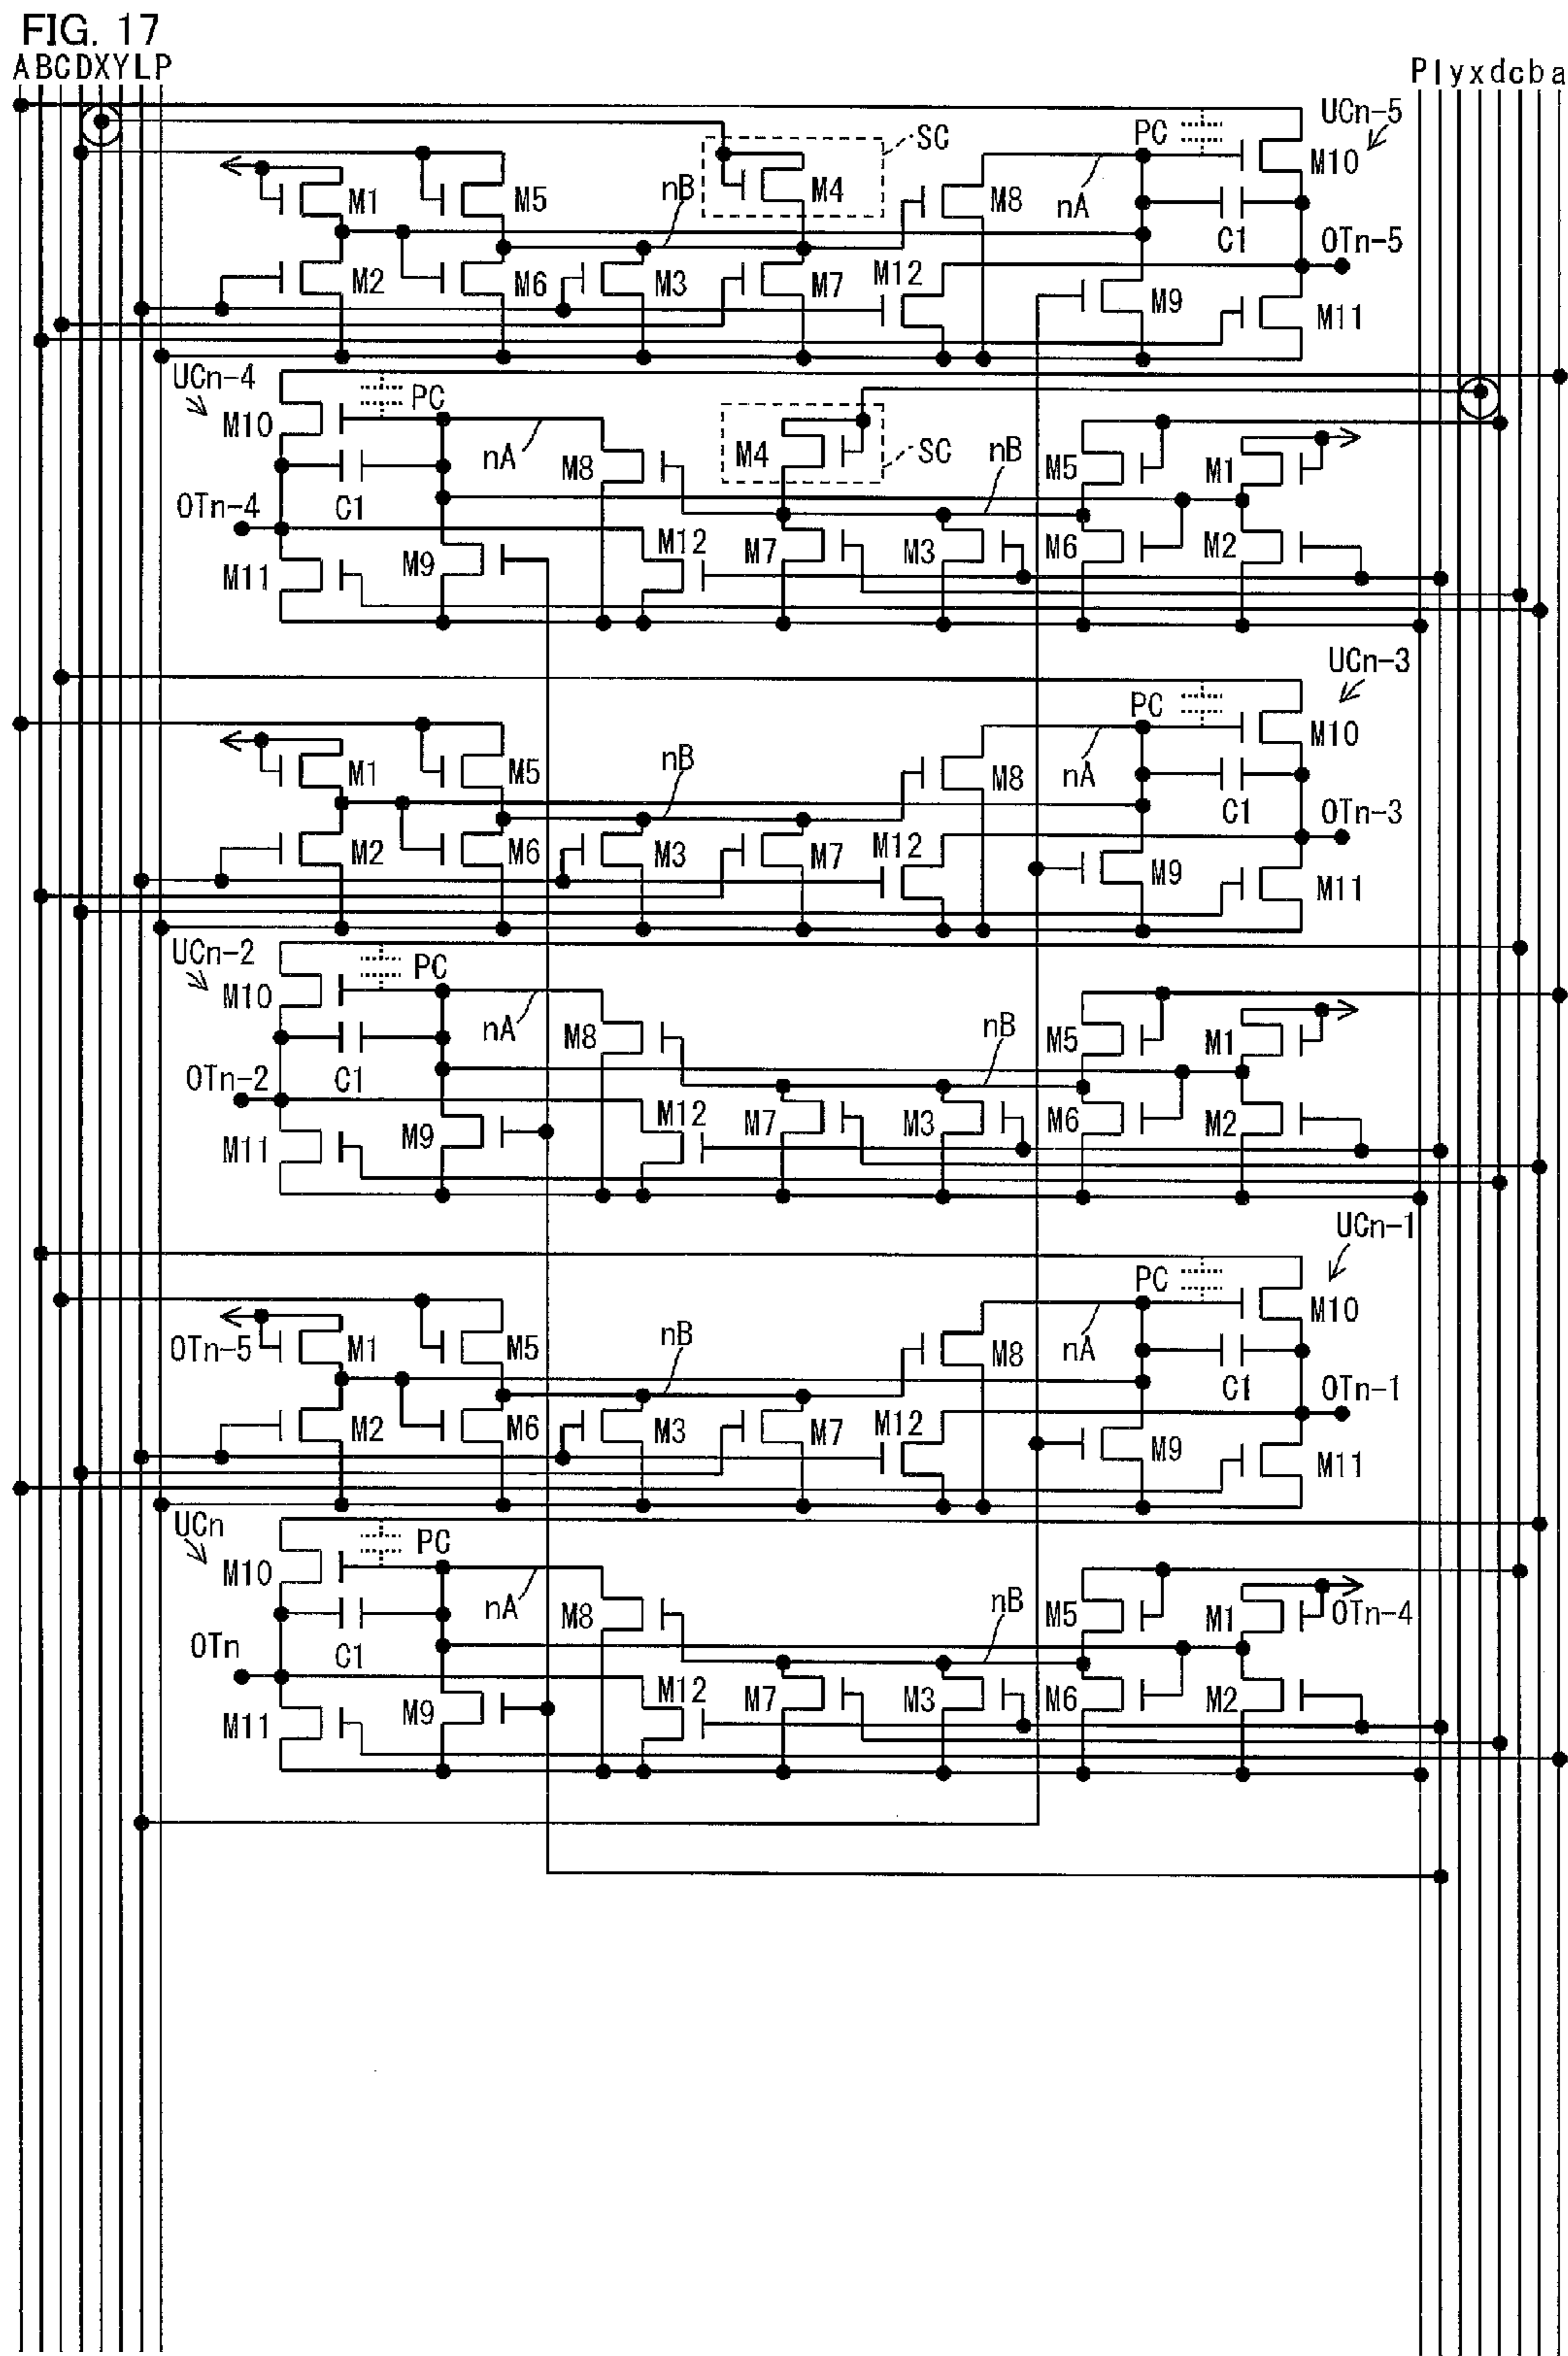 FIG. 17
A B C D X Y L P
P l y x d c b a
UCn-5
PC
SC
M10
M1
M5
nB
M4
M8
nA
C1
OTn-5
M2
M6
M3
M7
M12
M9
M11
UCn-4
PC
M10
nA
M8
M4
SC
nB
M5
M1
OTn-4
C1
M11
M9
M12
M7
M3
M6
M2
UCn-3
PC
M10
M1
M5
nB
M8
nA
C1
OTn-3
M2
M6
M3
M7
M12
M9
M11
UCn-2
PC
M10
nA
M8
nB
M5
M1
OTn-2
C1
M11
M9
M12
M7
M3
M6
M2
UCn-1
PC
M10
OTn-5
M1
M5
nB
M8
nA
C1
OTn-1
M2
M6
M3
M7
M12
M9
M11
UCn
PC
M10
nA
M8
nB
M5
M1
OTn-4
OTn
C1
M11
M9
M12
M7
M3
M6
M2